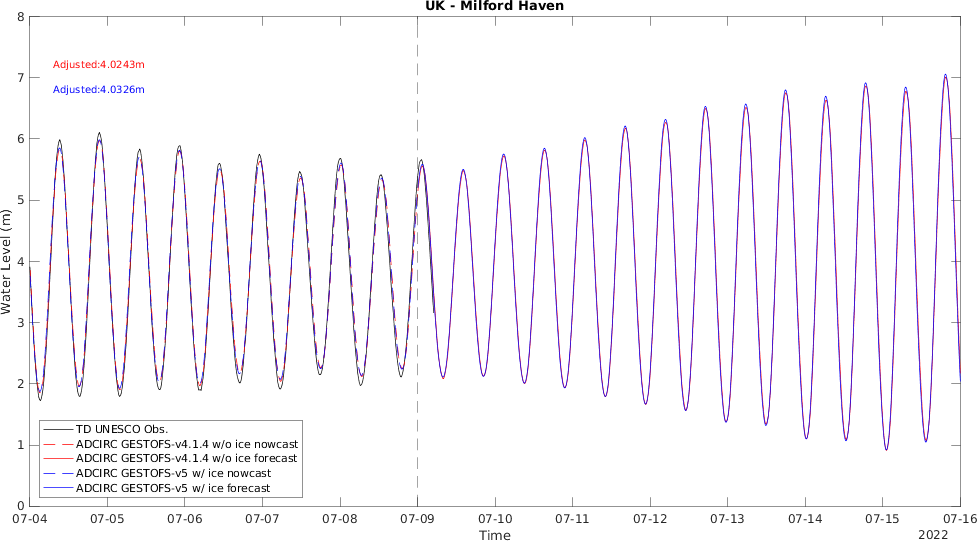 UK - Milford Haven
8
Adjusted:4.0243m
7
Adjusted:4.0326m
6
5
Water Level (m)
4
3
2
TD UNESCO Obs.
1
ADCIRC GESTOFS-v4.1.4 w/o ice nowcast
ADCIRC GESTOFS-v4.1.4 w/o ice forecast
ADCIRC GESTOFS-v5 w/ ice nowcast
ADCIRC GESTOFS-v5 w/ ice forecast
0
07-04 07-05 07-06 07-07 07-08 07-09 07-10 07-11 07-12 07-13 07-14 07-15 07-16
Time
2022